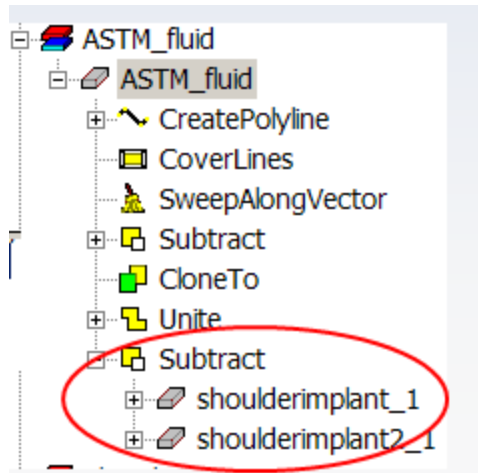 ASTM_fluid
ASTM_fluid
CreatePolyline
CoverLines
SweepAlongVector
Subtract
CloneTo
Unite
Subtract
shoulderimplant_1
shoulderimplant2_1